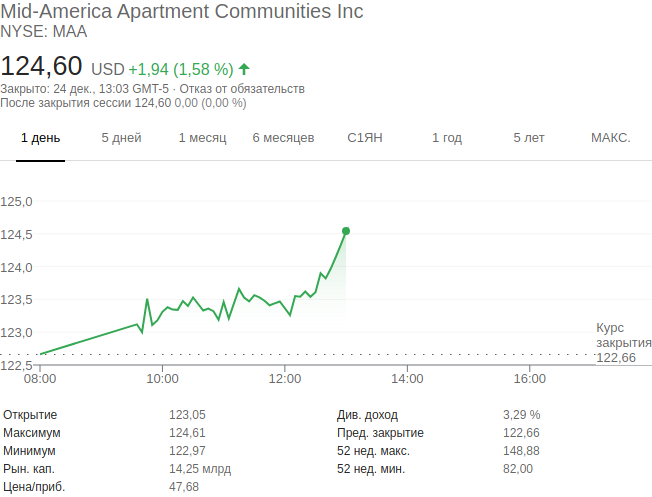 Mid-America Apartment Communities Inc
NYSE: MAA
124,60 USD +1,94 (1,58 %)
Закрыто: 24 дек., 13:03 GMT-5 · Отказ от обязательств
После закрытия сессии 124,60 0,00 (0,00 %)
1 день 5 дней 1 месяц 6 месяцев С1ЯН 1 год 5 лет МАКС.
125,0
124,5
124,0
123,5
123,0
122,5
Курс
закрытия
122,66
08:00 10:00 12:00 14:00 16:00
Открытие 123,05 Див. доход 3,29 %
Максимум 124,61 Пред. закрытие 122,66
Минимум 122,97 52 нед. макс. 148,88
Рын. кап. 14,25 млрд 52 нед. мин. 82,00
Цена/приб. 47,68